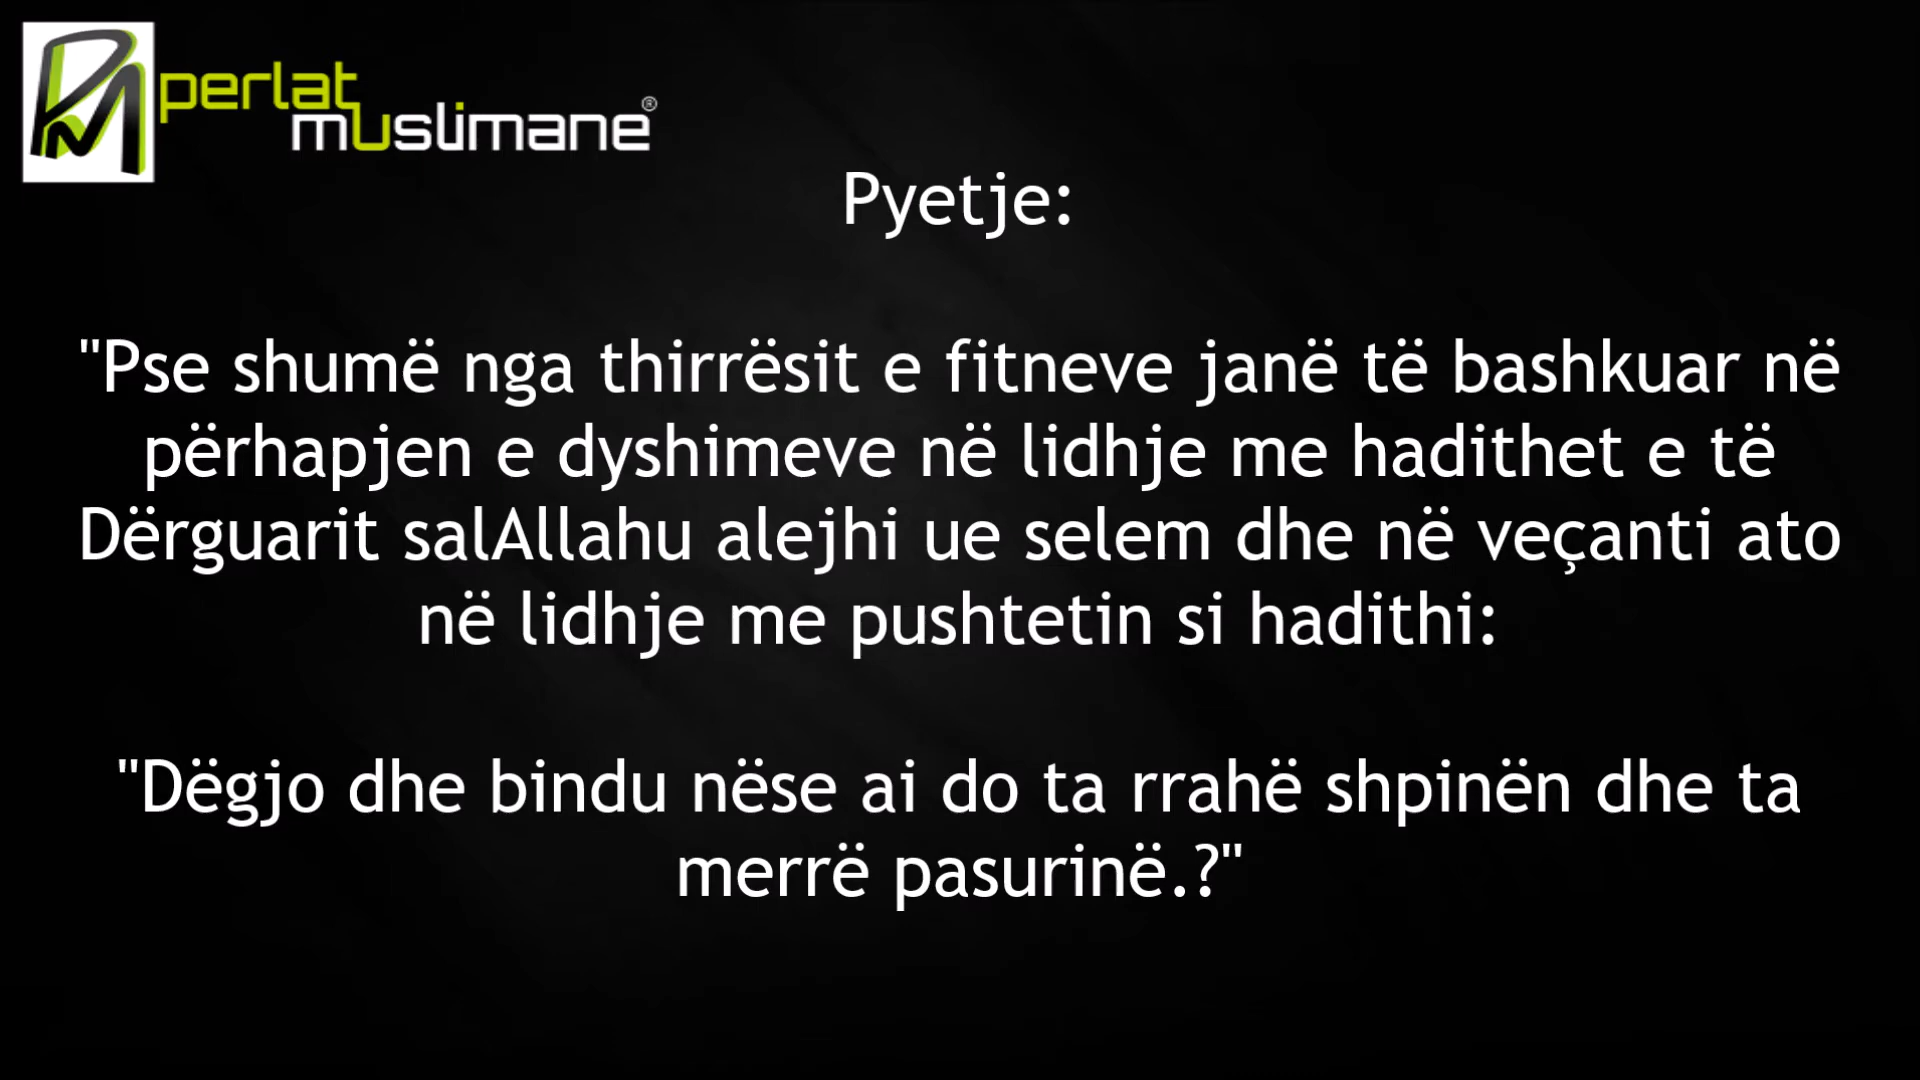 perlat
muslimane®
Pyetje:
"Pse shumë nga thirrësit e fitneve janë të bashkuar në
përhapjen e dyshimeve në lidhje me hadithet e të
Dërguarit salAllahu alejhi ue selem dhe në veçanti ato
në lidhje me pushtetin si hadithi:
"Dëgjo dhe bindu nëse ai do ta rrahë shpinën dhe ta
merrë pasurinë.?"